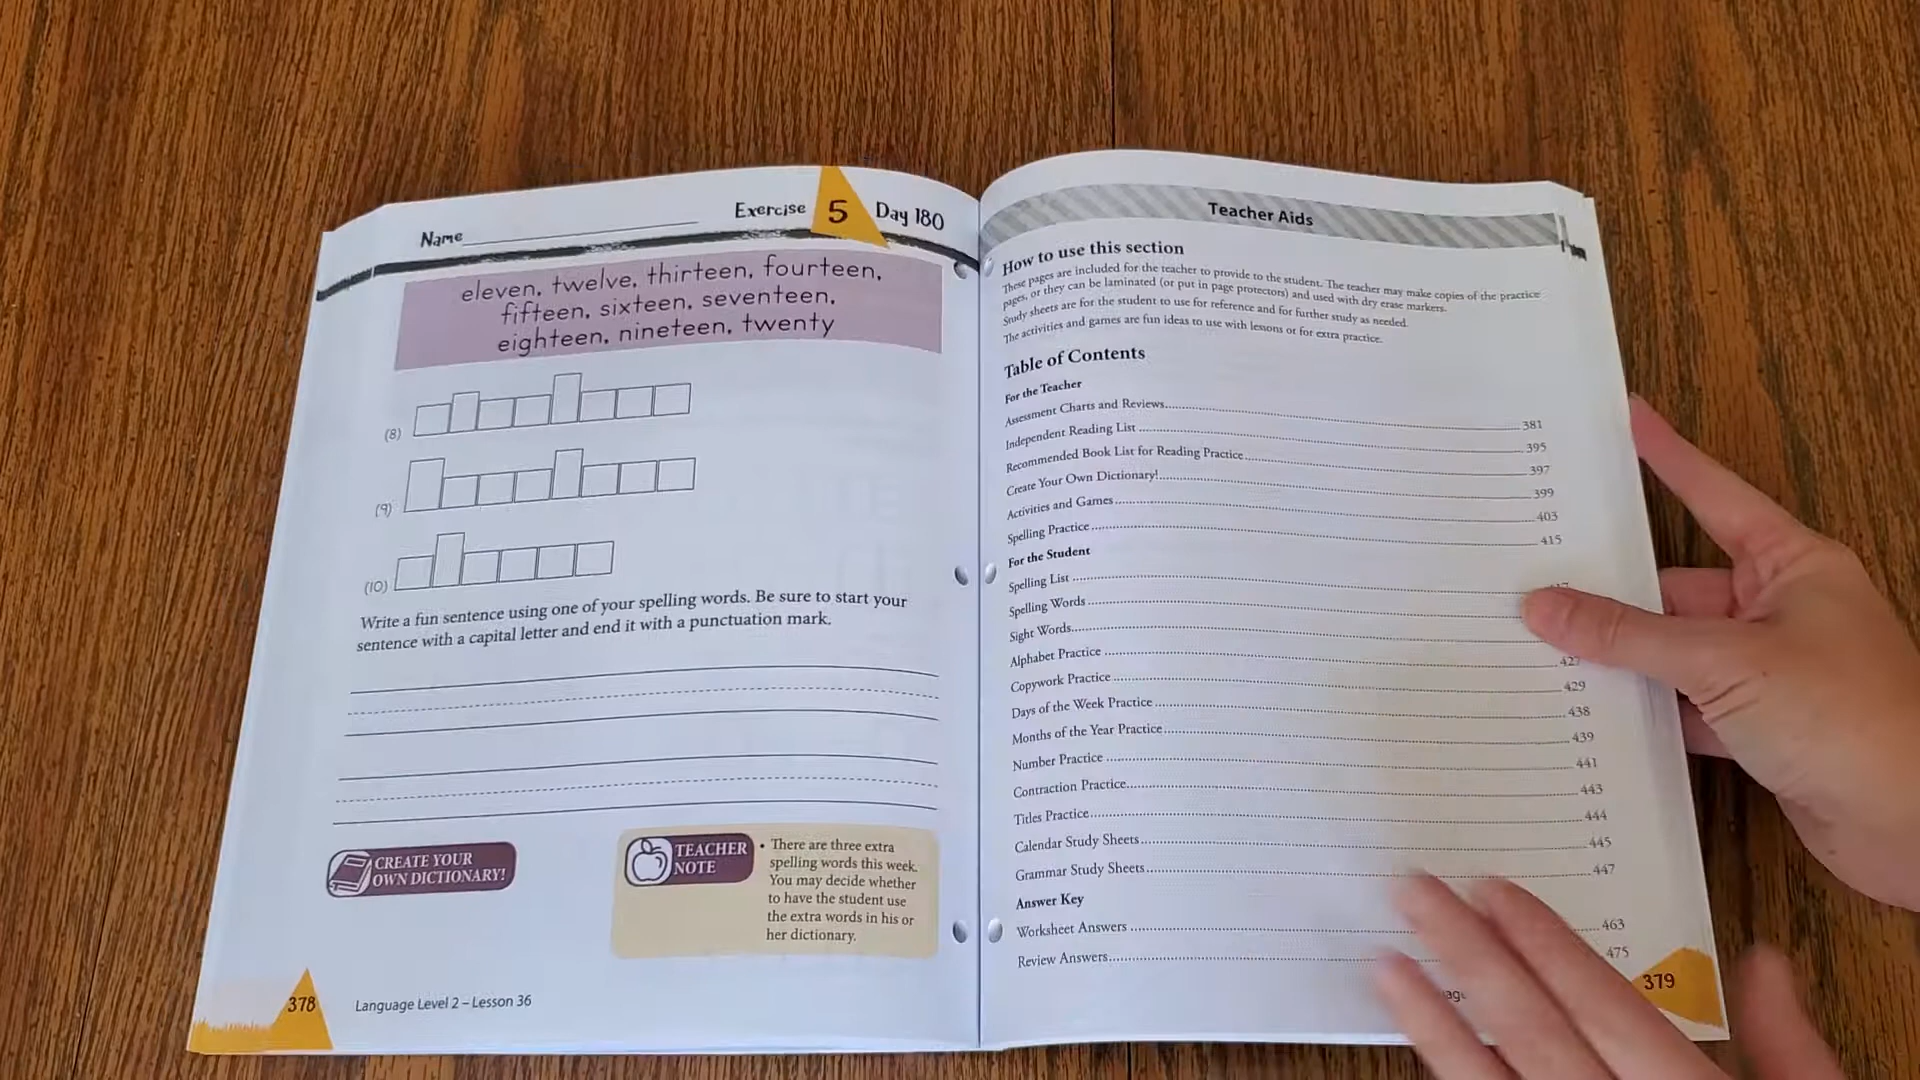 Name
Exercise 5 Day 180
eleven, twelve, thirteen, fourteen,
fifteen, sixteen, seventeen,
eighteen, nineteen, twenty
(8)
(9)
(10)
Write a fun sentence using one of your spelling words. Be sure to start your
sentence with a capital letter and end it with a punctuation mark.
CREATE YOUR
OWN DICTIONARY!
TEACHER
NOTE
• There are three extra
spelling words this week.
You may decide whether
to have the student use
the extra words in his or
her dictionary.
378
Language Level 2 – Lesson 36
Teacher Aids
How to use this section
These pages are included for the teacher to provide to the student. The teacher may make copies of the practice
pages, or they can be laminated (or put in page protectors) and used with dry erase markers.
Study sheets are for the student to use for reference and for further study as needed.
The activities and games are fun ideas to use with lessons or for extra practice.
Table of Contents
For the Teacher
Assessment Charts and Reviews 381
Independent Reading List 395
Recommended Book List for Reading Practice 397
Create Your Own Dictionary! 399
Activities and Games 403
Spelling Practice 415
For the Student
Spelling List
Spelling Words
Sight Words
Alphabet Practice 427
Copywork Practice 429
Days of the Week Practice 438
Months of the Year Practice 439
Number Practice 441
Contraction Practice 443
Titles Practice 444
Calendar Study Sheets 445
Grammar Study Sheets 447
Answer Key
Worksheet Answers 463
Review Answers 475
379